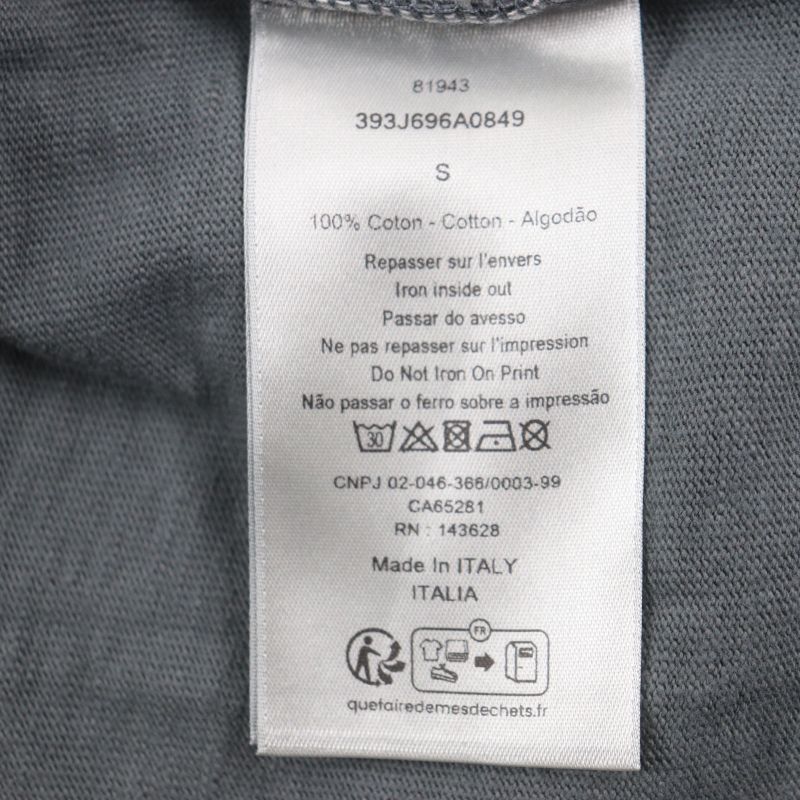 81943
393J696A0849
S
100% Coton - Cotton - Algodão
Repasser sur l'envers
Iron inside out
Passar do avesso
Ne pas repasser sur l'impression
Do Not Iron On Print
Não passar o ferro sobre a impressão
30
CNPJ 02-046-366/0003-99
CA65281
RN : 143628
Made In ITALY
ITALIA
FR
quefairedemesdechets.fr